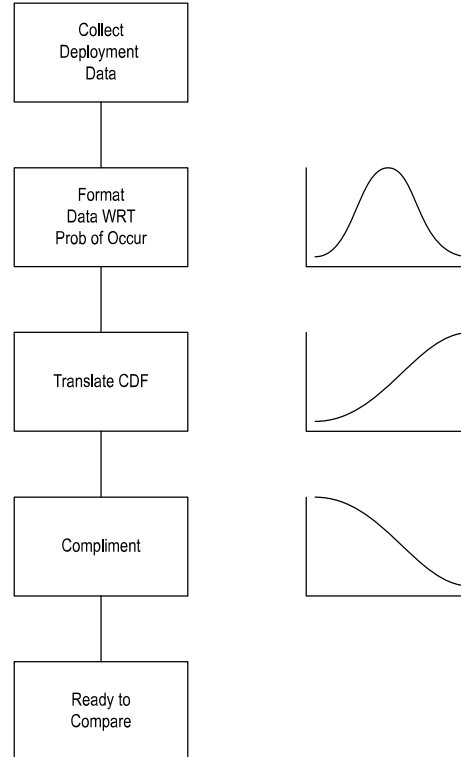 Collect
Deployment
Data
Format
Data WRT
Prob of Occur
Translate CDF
Compliment
Ready to
Compare